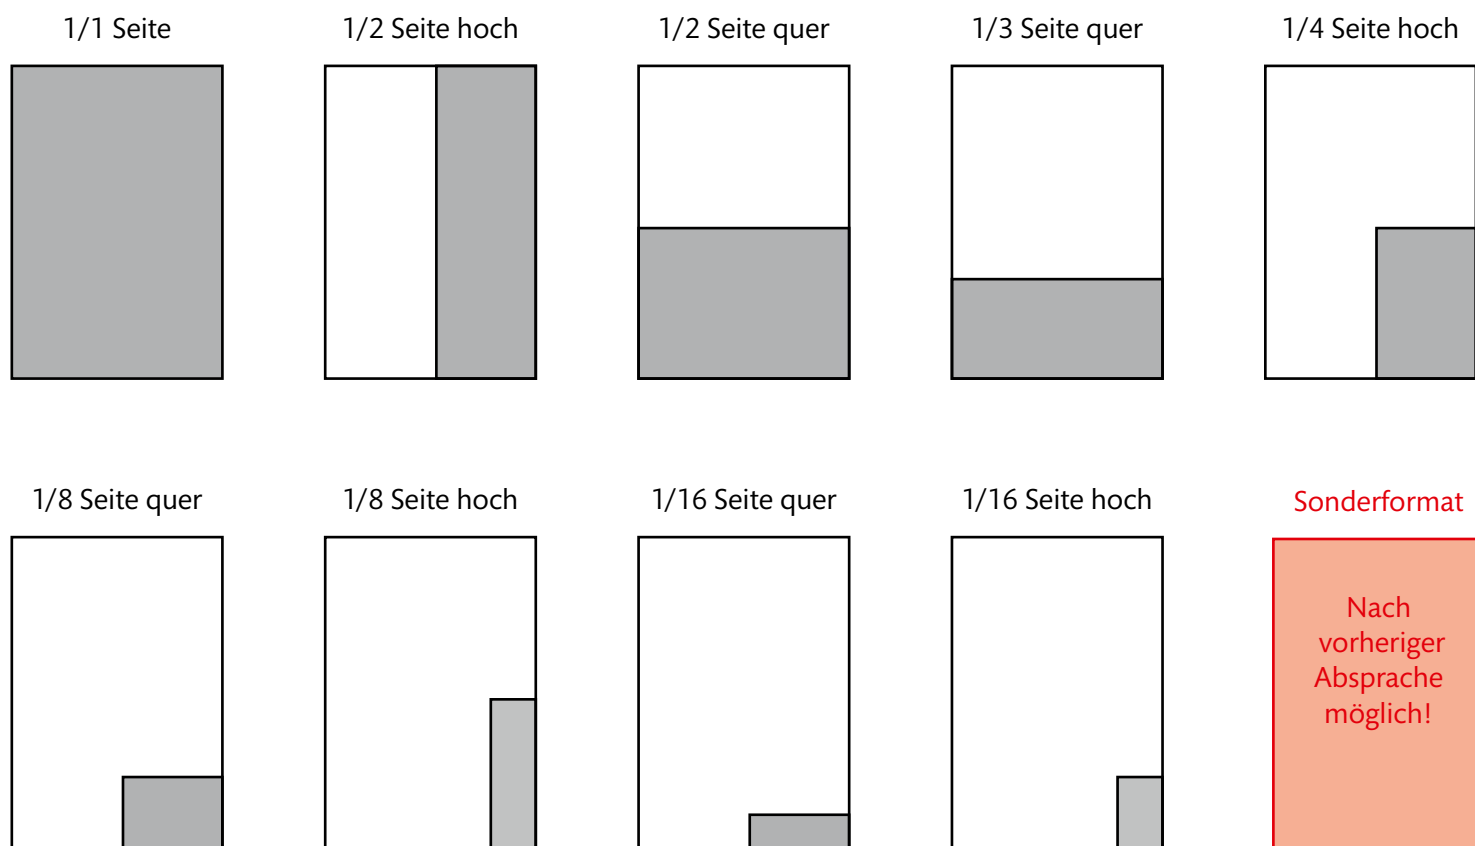 1/1 Seite
1/2 Seite hoch
1/2 Seite quer
1/3 Seite quer
1/4 Seite hoch
1/8 Seite quer
1/8 Seite hoch
1/16 Seite quer
1/16 Seite hoch
Sonderformat
Nach
vorheriger
Absprache
möglich!